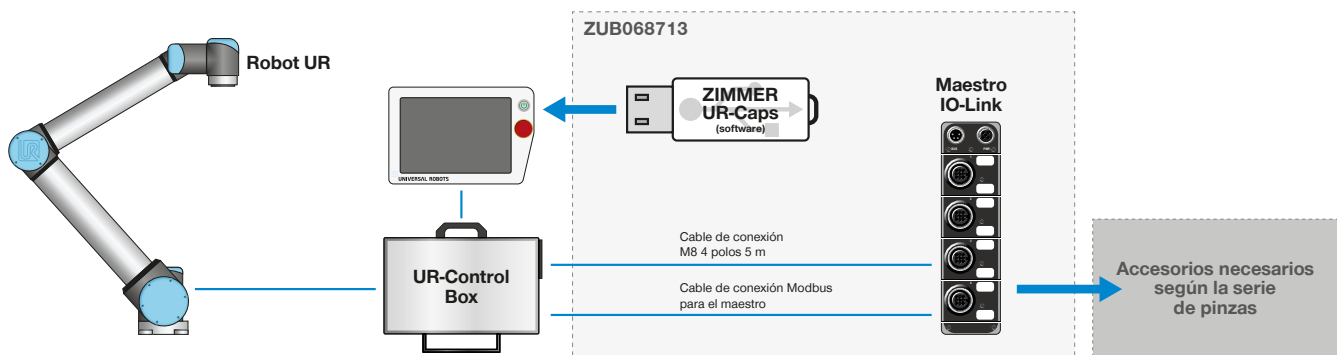 ZUB068713
Robot UR
ZIMMER
UR-Caps
(software)
Maestro
IO-Link
UNIVERSAL ROBOTS
Cable de conexión
M8 4 polos 5 m
UR-Control
Box
Cable de conexión Modbus
para el maestro
Accesorios necesarios
según la serie
de pinzas